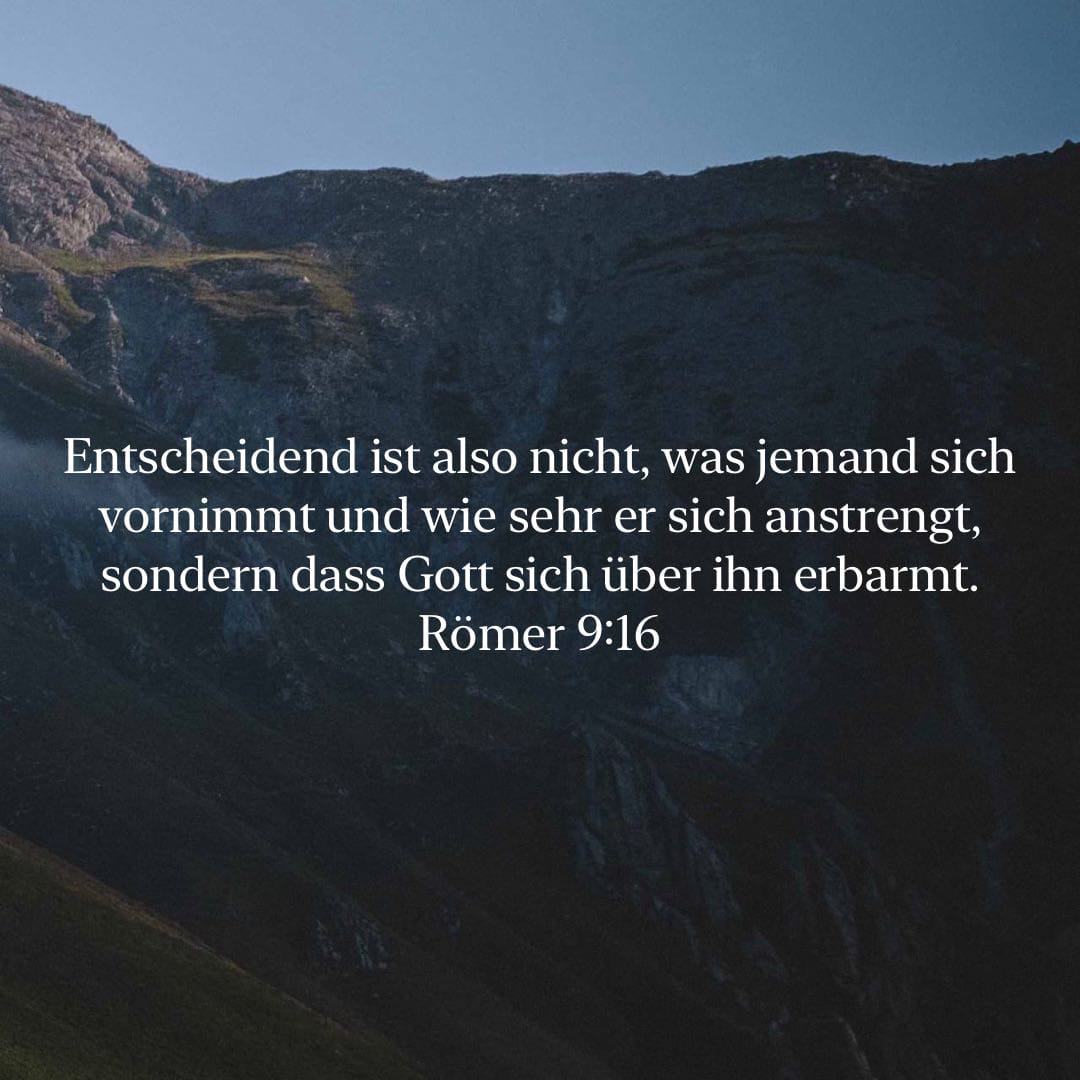 Entscheidend ist also nicht, was jemand sich
vornimmt und wie sehr er sich anstrengt,
sondern dass Gott sich über ihn erbarmt.
Römer 9:16